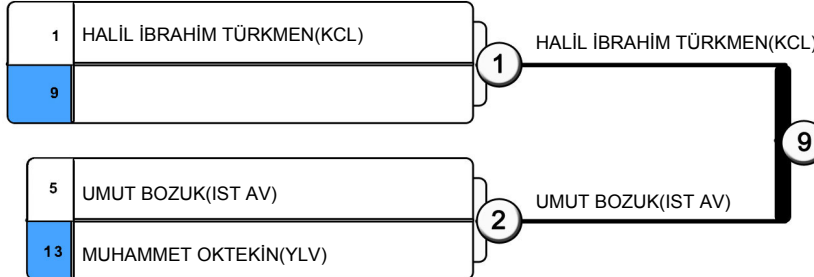 1 HALİL İBRAHİM TÜRKMEN(KCL)
1 HALİL İBRAHİM TÜRKMEN(KCL)
9
9
5 UMUT BOZUK(IST AV)
2 UMUT BOZUK(IST AV)
13 MUHAMMET OKTEKİN(YLV)